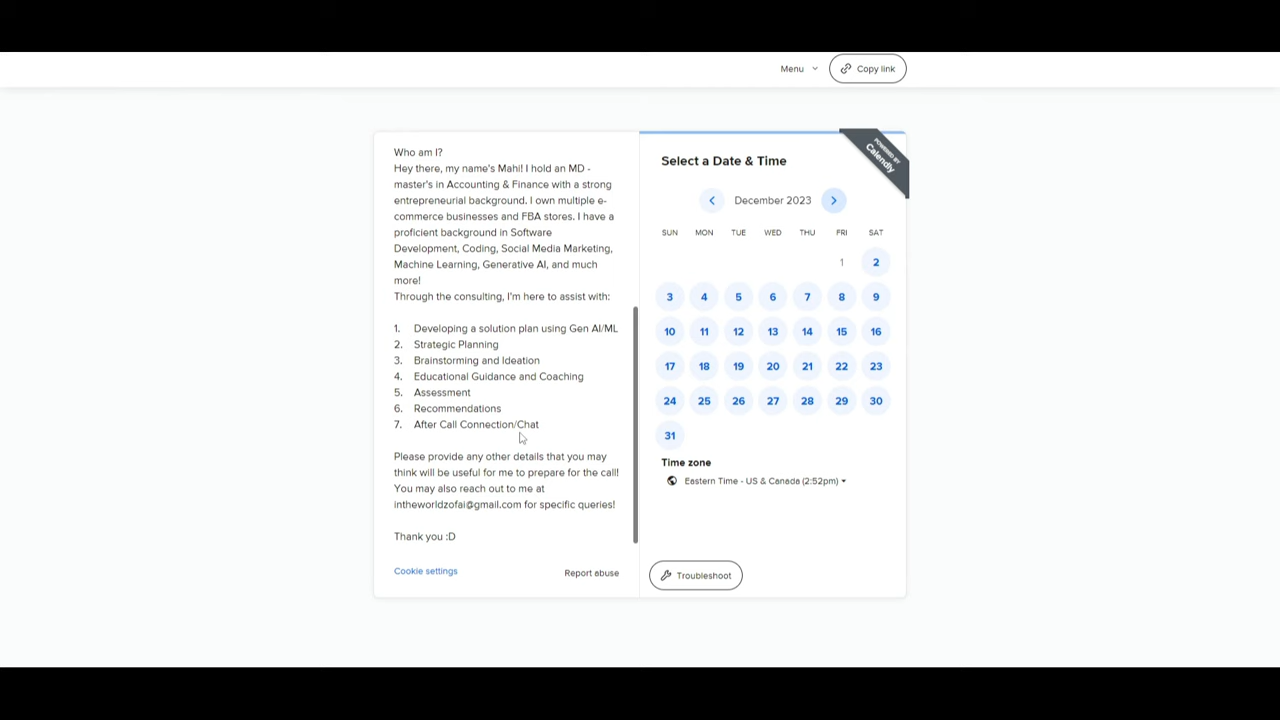 Menu
Copy link
Who am I?
Hey there, my name's Mahi! I hold an MD -
master's in Accounting & Finance with a strong
entrepreneurial background. I own multiple e-
commerce businesses and FBA stores. I have a
proficient background in Software
Development, Coding, Social Media Marketing,
Machine Learning, Generative AI, and much
more!
Through the consulting, I'm here to assist with:
1. Developing a solution plan using Gen AI/ML
2. Strategic Planning
3. Brainstorming and Ideation
4. Educational Guidance and Coaching
5. Assessment
6. Recommendations
7. After Call Connection/Chat
Please provide any other details that you may
think will be useful for me to prepare for the call!
You may also reach out to me at
intheworldzofai@gmail.com for specific queries!
Thank you :D
Cookie settings
Report abuse
POWERED BY
Calendly
Select a Date & Time
December 2023
SUN MON TUE WED THU FRI SAT
1 2
3 4 5 6 7 8 9
10 11 12 13 14 15 16
17 18 19 20 21 22 23
24 25 26 27 28 29 30
31
Time zone
Eastern Time - US & Canada (2:52pm)
Troubleshoot